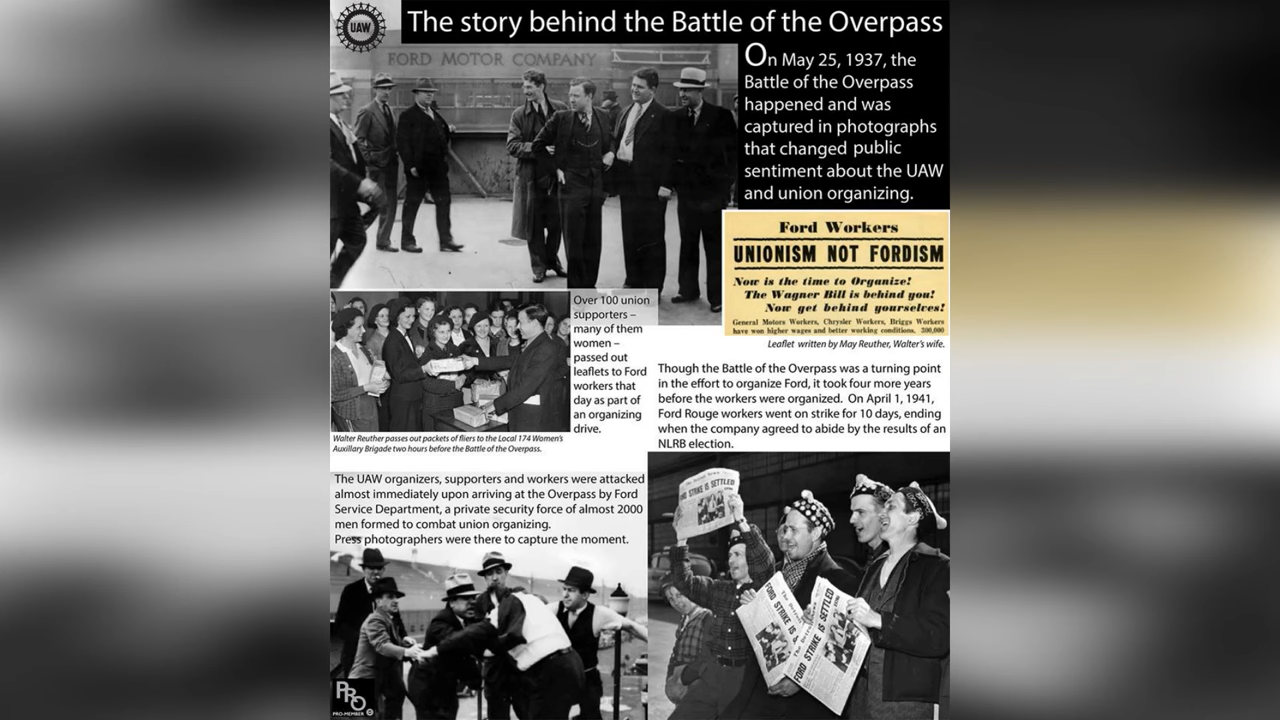 UAW
The story behind the Battle of the Overpass
FORD MOTOR COMPANY
On May 25, 1937, the
Battle of the Overpass
happened and was
captured in photographs
that changed public
sentiment about the UAW
and union organizing.
Ford Workers
UNIONISM NOT FORDISM
Now is the time to Organize!
The Wagner Bill is behind you!
Now get behind yourselves!
General Motors Workers, Chrysler Workers, Briggs Workers
have won higher wages and better working conditions. 300,000
Leaflet written by May Reuther, Walter's wife.
Over 100 union
supporters –
many of them
women –
passed out
leaflets to Ford
workers that
day as part of
an organizing
drive.
Walter Reuther passes out packets of fliers to the Local 174 Women's
Auxillary Brigade two hours before the Battle of the Overpass.
Though the Battle of the Overpass was a turning point
in the effort to organize Ford, it took four more years
before the workers were organized. On April 1, 1941,
Ford Rouge workers went on strike for 10 days, ending
when the company agreed to abide by the results of an
NLRB election.
The UAW organizers, supporters and workers were attacked
almost immediately upon arriving at the Overpass by Ford
Service Department, a private security force of almost 2000
men formed to combat union organizing.
Press photographers were there to capture the moment.
FORD STRIKE IS SETTLED
FORD STRIKE IS
FORD STRIKE IS SETTLED
PRO
PRO-MEMBER